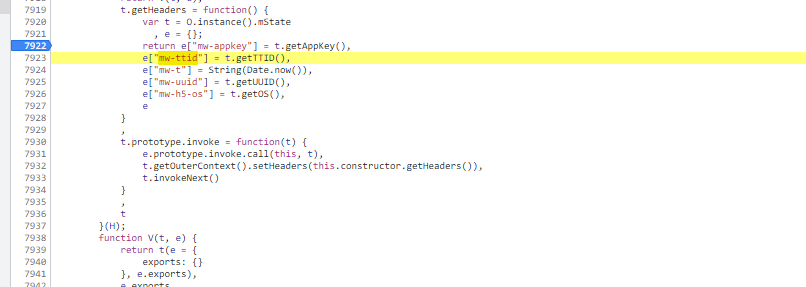 7919 t.getHeaders = function() {
7920 var t = O.instance().mState
7921 , e = {};
7922 return e["mw-appkey"] = t.getAppKey(),
7923 e["mw-ttid"] = t.getTTID(),
7924 e["mw-t"] = String(Date.now()),
7925 e["mw-uuid"] = t.getUUID(),
7926 e["mw-h5-os"] = t.getOS(),
7927 e
7928 }
7929 ,
7930 t.prototype.invoke = function(t) {
7931 e.prototype.invoke.call(this, t),
7932 t.getOuterContext().setHeaders(this.constructor.getHeaders()),
7933 t.invokeNext()
7934 }
7935 ,
7936 t
7937 }(H);
7938 function V(t, e) {
7939 return t(e = {
7940 exports: {}
7941 }, e.exports),
7942 e.exports